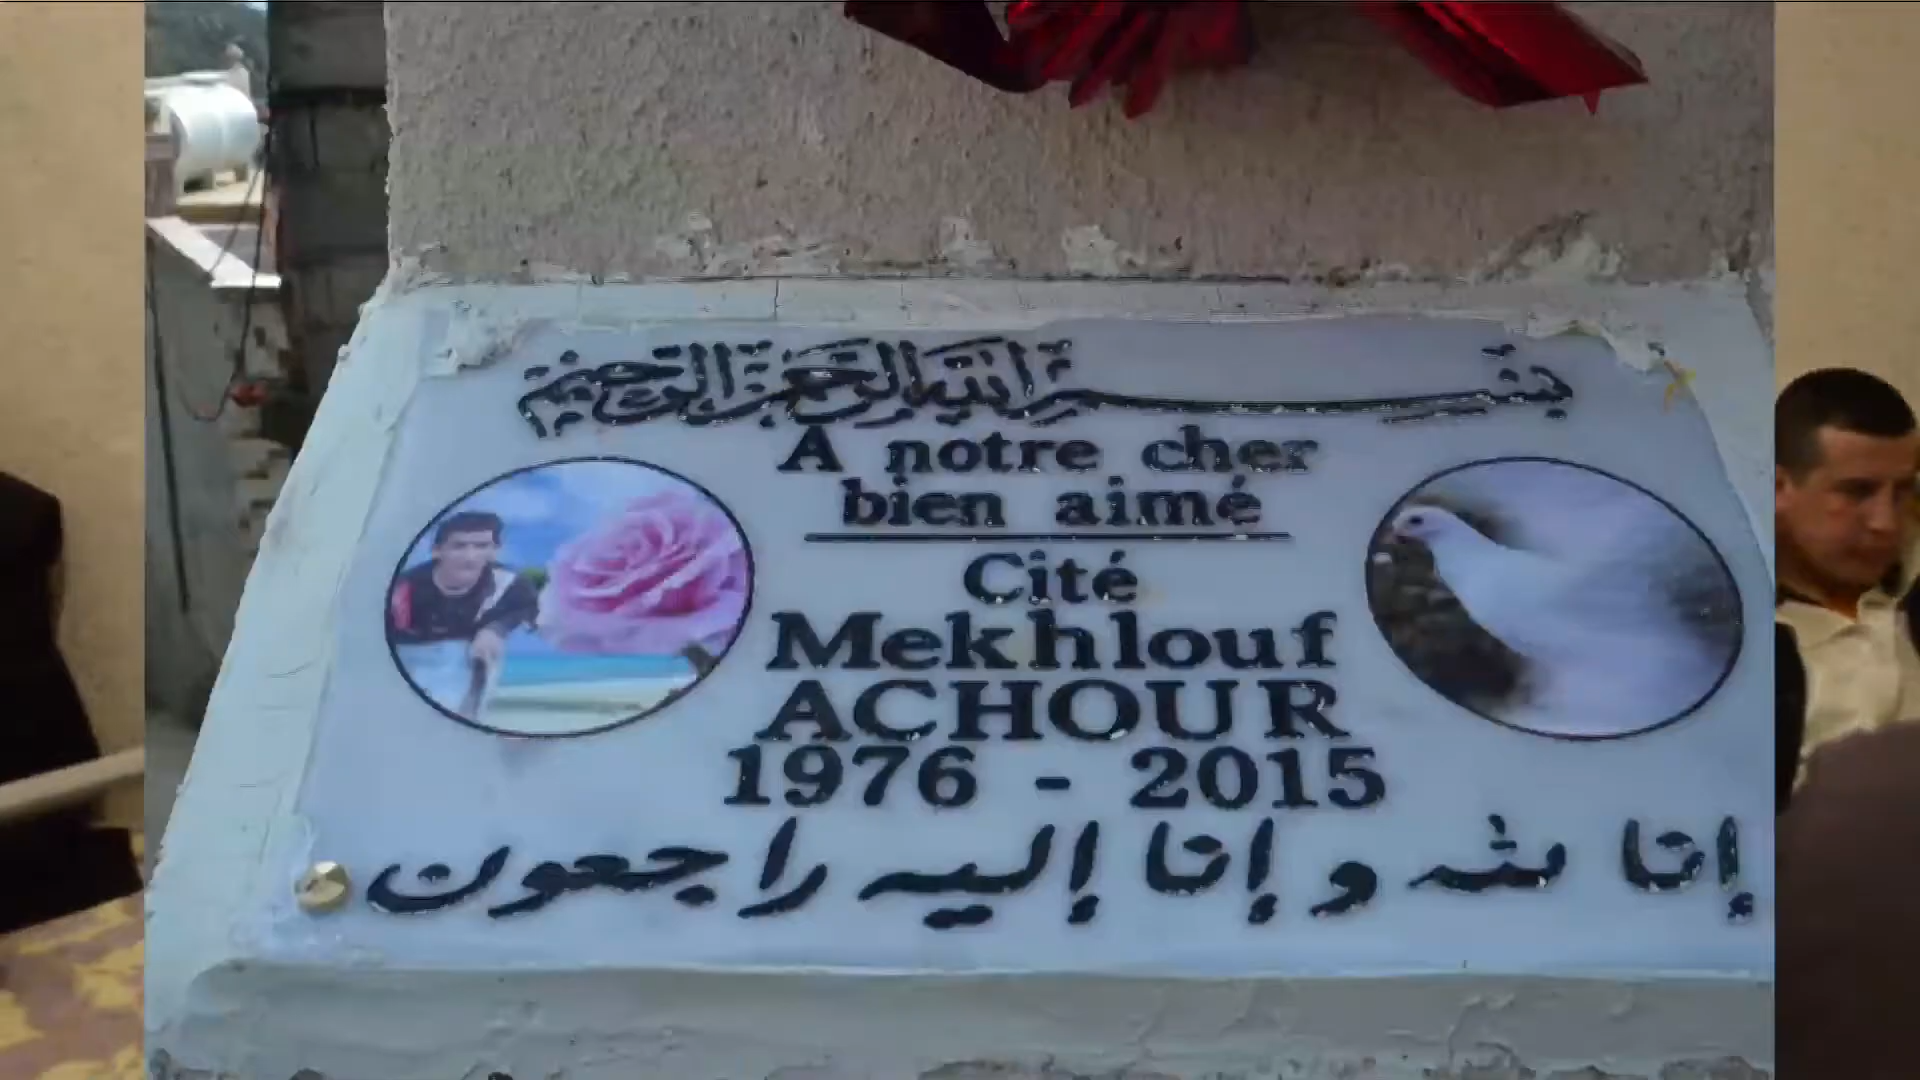 بسم الله الرحمن الرحيم
A notre cher
bien aimé
Cité
Mekhlouf
ACHOUR
1976 - 2015
إنا لله و إنا إليه راجعون